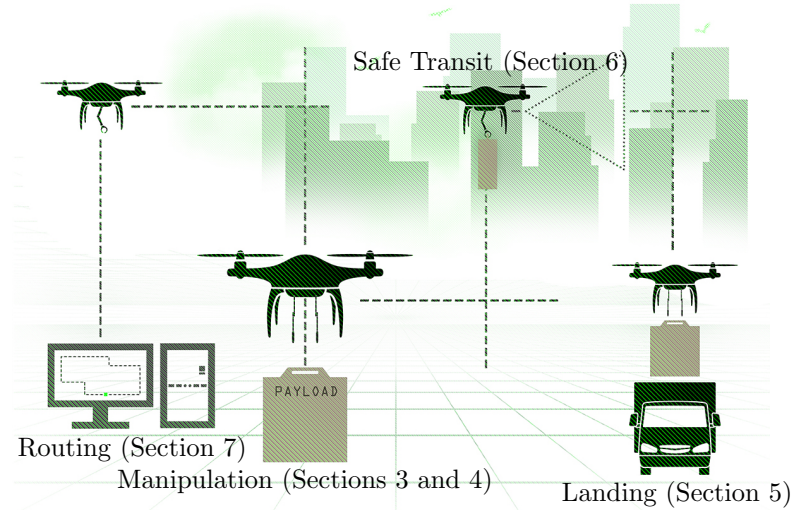 Safe Transit (Section 6)
PAYLOAD
Routing (Section 7)
Manipulation (Sections 3 and 4)
Landing (Section 5)